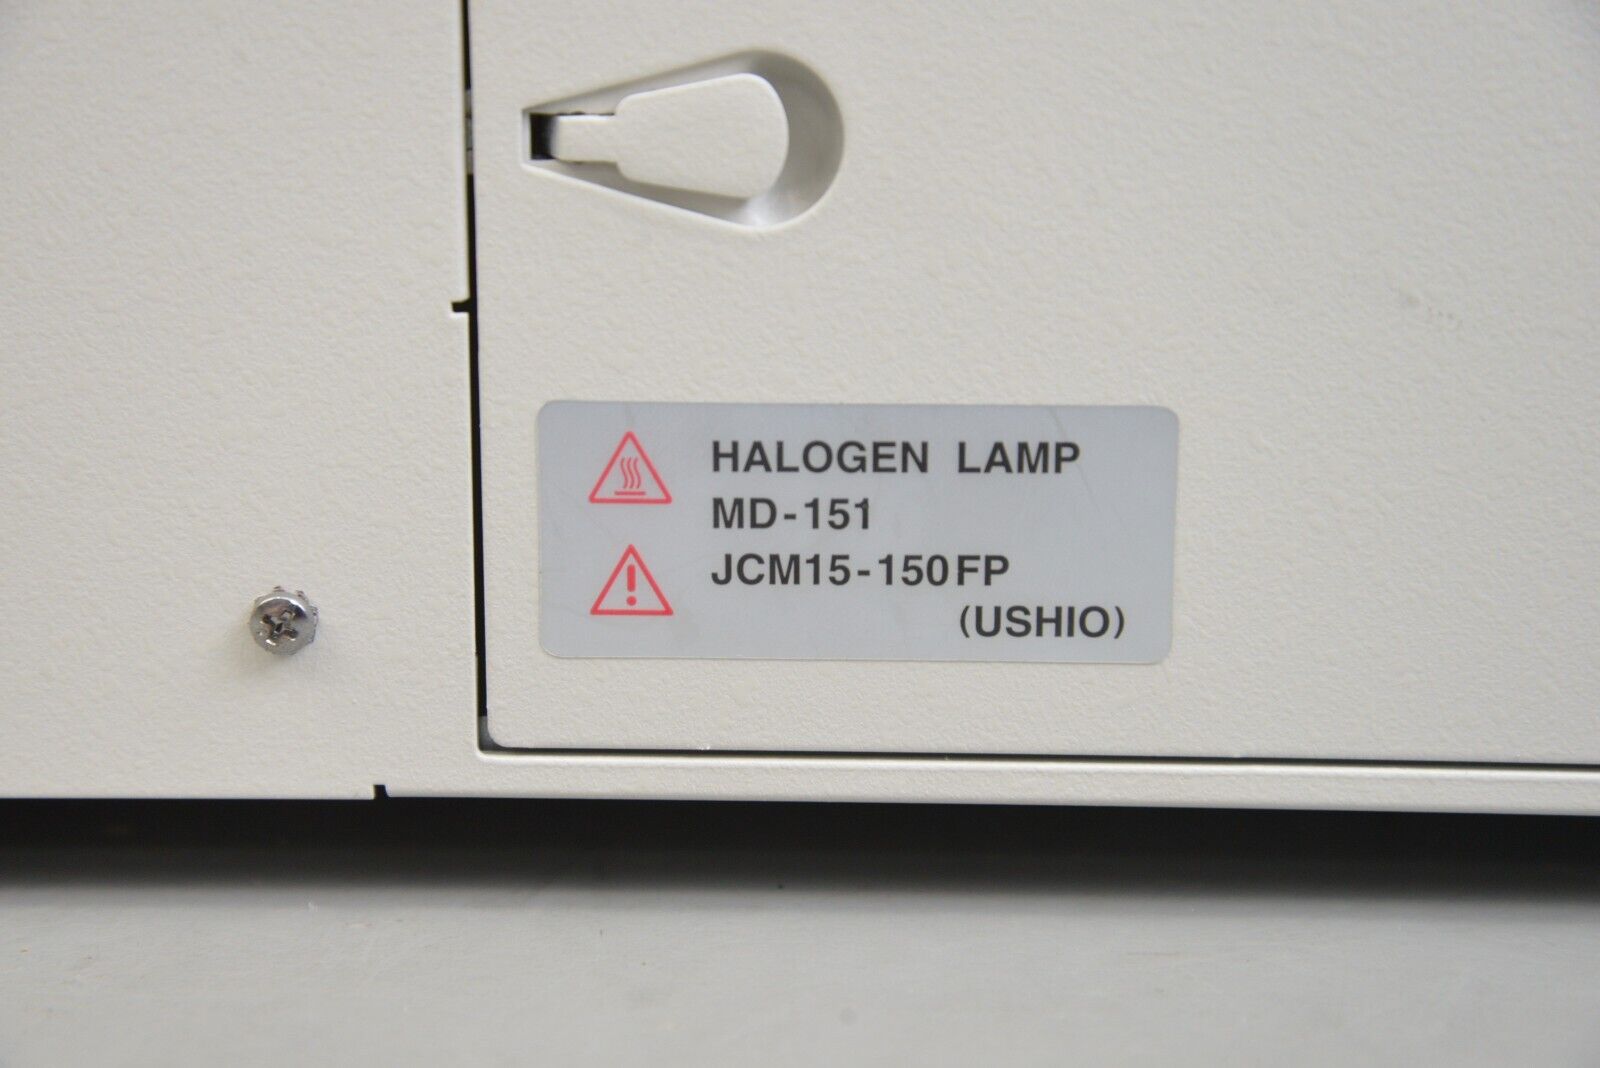 HALOGEN LAMP
MD-151
JCM15-150FP
(USHIO)